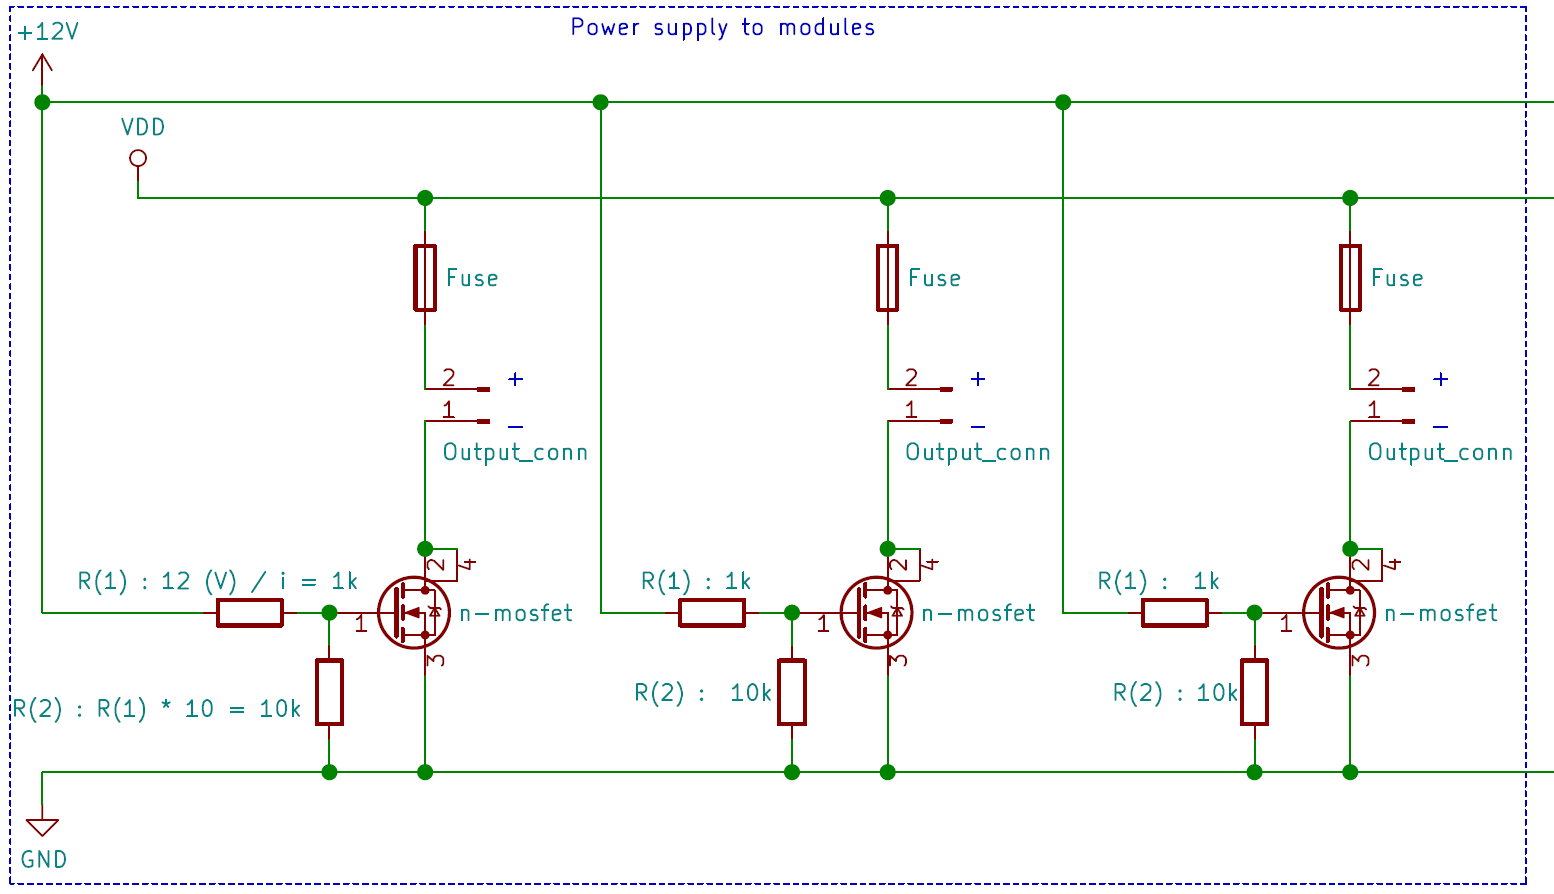 Power supply to modules
+12V
VDD
Fuse
Fuse
Fuse
2 +
2 +
2 +
1 −
1 −
1 −
Output_conn
Output_conn
Output_conn
2 4
2 4
2 4
R(1) : 12 (V) / i = 1k
R(1) : 1k
R(1) :  1k
1
n-mosfet
1
n-mosfet
1
n-mosfet
3
3
3
R(2) : R(1) * 10 = 10k
R(2) :  10k
R(2) : 10k
GND